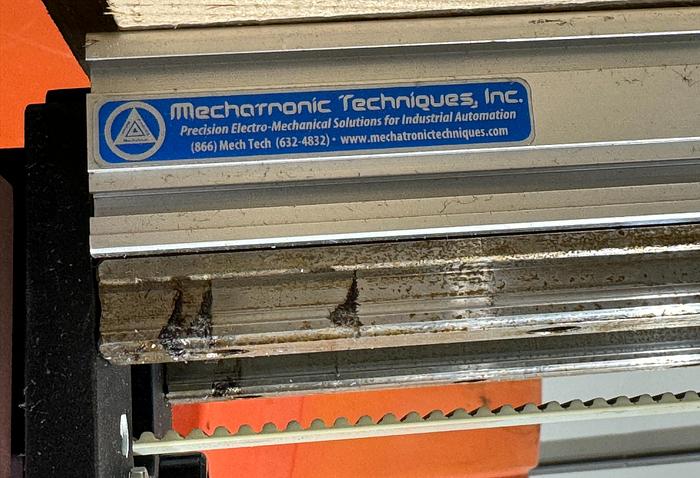 Mechatronic Techniques, Inc.
Precision Electro-Mechanical Solutions for Industrial Automation
(866) Mech Tech (632-4832) • www.mechatronictechniques.com